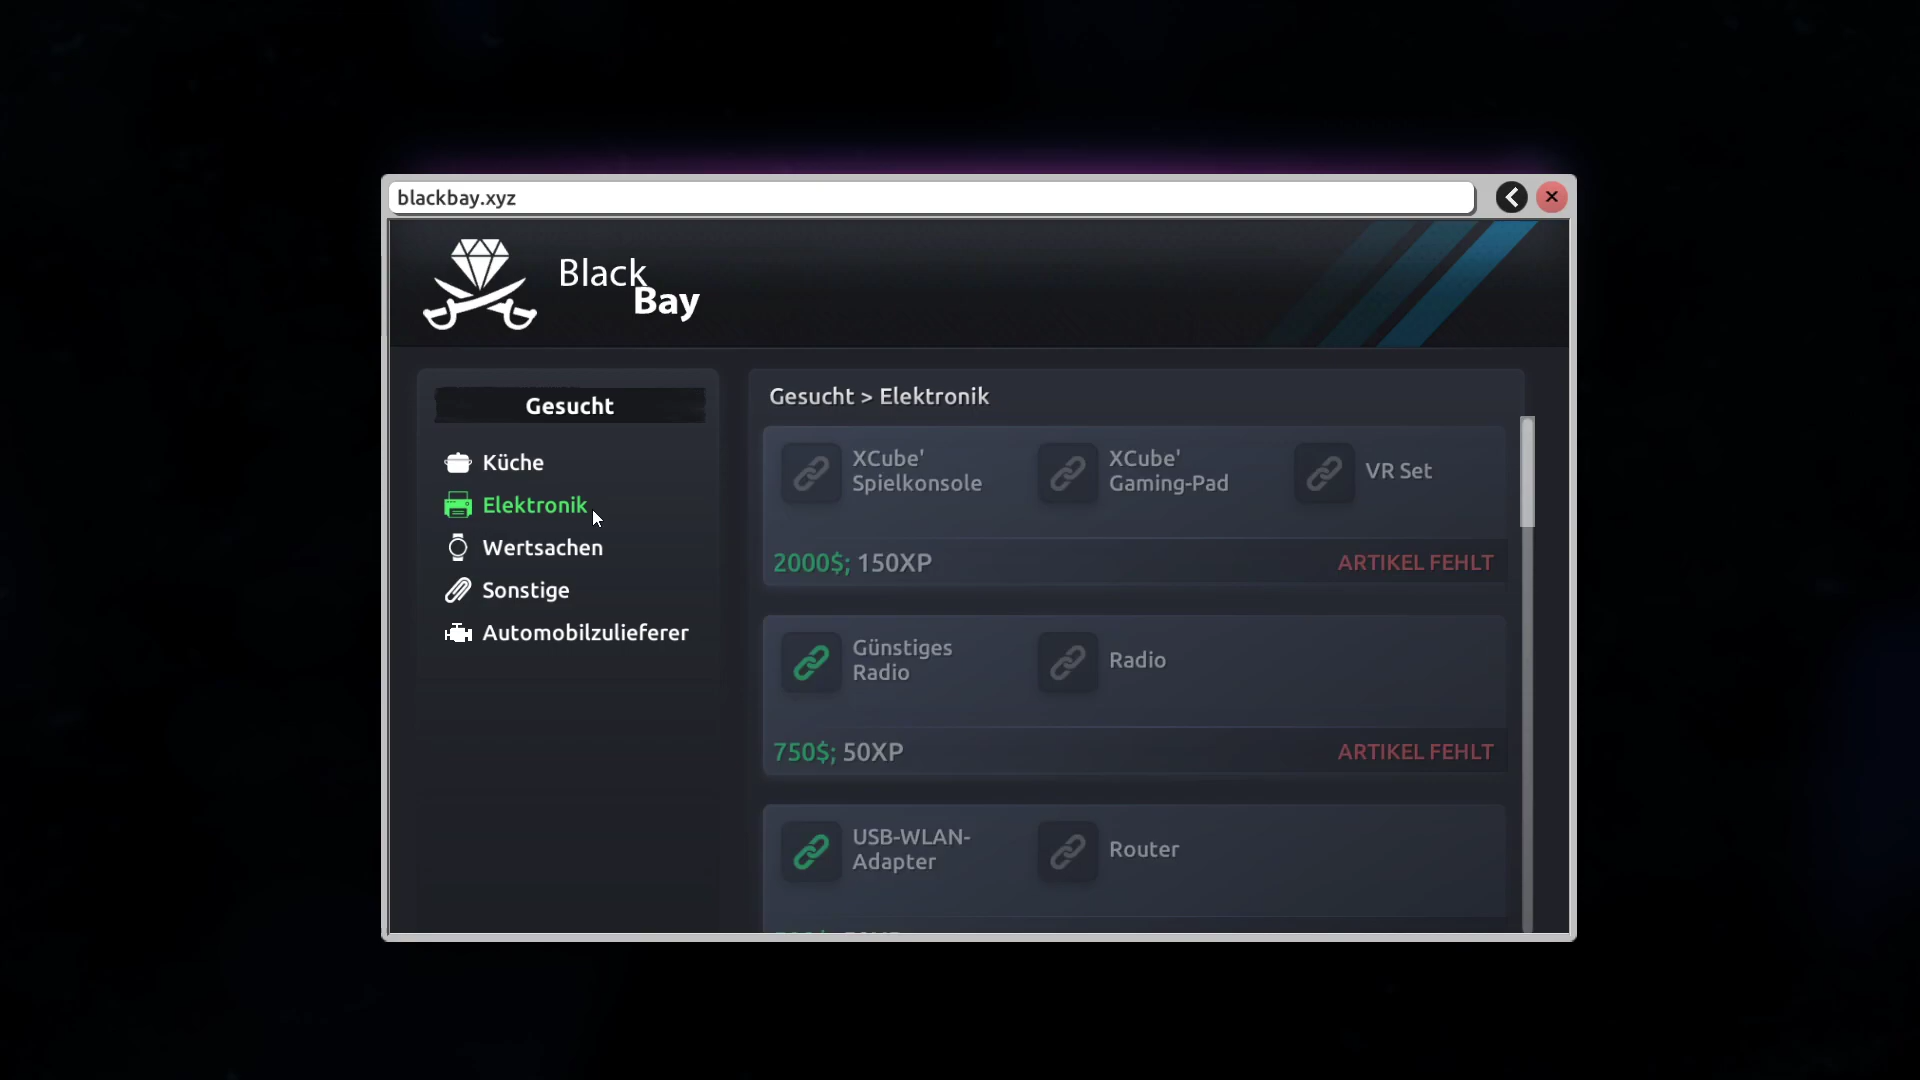 blackbay.xyz
Black
Bay
Gesucht
Küche
Elektronik
Wertsachen
Sonstige
Automobilzulieferer
Gesucht > Elektronik
XCube'
Spielkonsole
XCube'
Gaming-Pad
VR Set
2000$; 150XP
ARTIKEL FEHLT
Günstiges
Radio
Radio
750$; 50XP
ARTIKEL FEHLT
USB-WLAN-
Adapter
Router